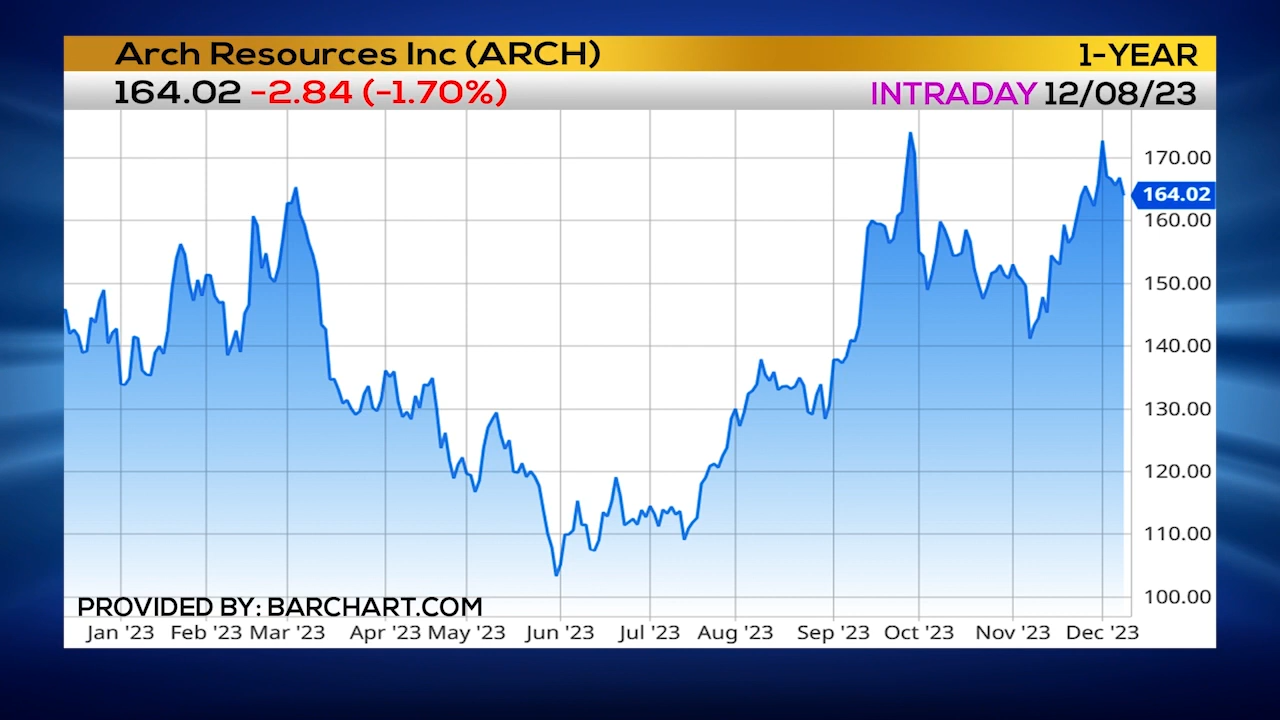 Arch Resources Inc (ARCH) 1-YEAR
164.02 -2.84 (-1.70%) INTRADAY 12/08/23
170.00
164.02
160.00
150.00
140.00
130.00
120.00
110.00
100.00
PROVIDED BY: BARCHART.COM
Jan '23 Feb '23 Mar '23 Apr '23 May '23 Jun '23 Jul '23 Aug '23 Sep '23 Oct '23 Nov '23 Dec '23